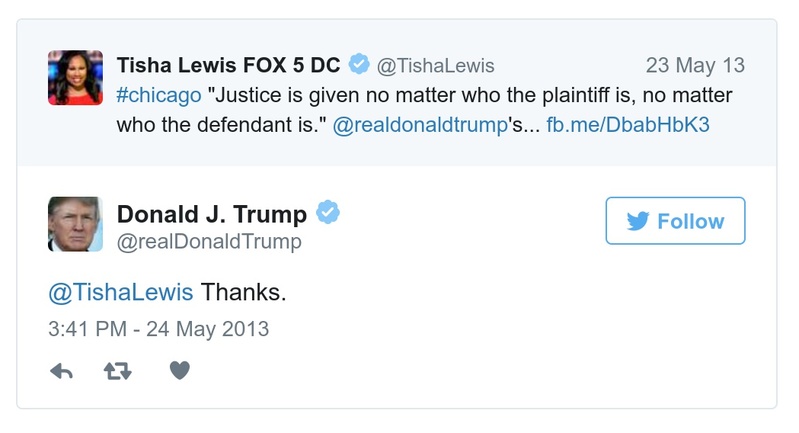 Tisha Lewis FOX 5 DC @TishaLewis 23 May 13
#chicago "Justice is given no matter who the plaintiff is, no matter
who the defendant is." @realdonaldtrump's... fb.me/DbabHbK3
Donald J. Trump
@realDonaldTrump
Follow
@TishaLewis Thanks.
3:41 PM - 24 May 2013